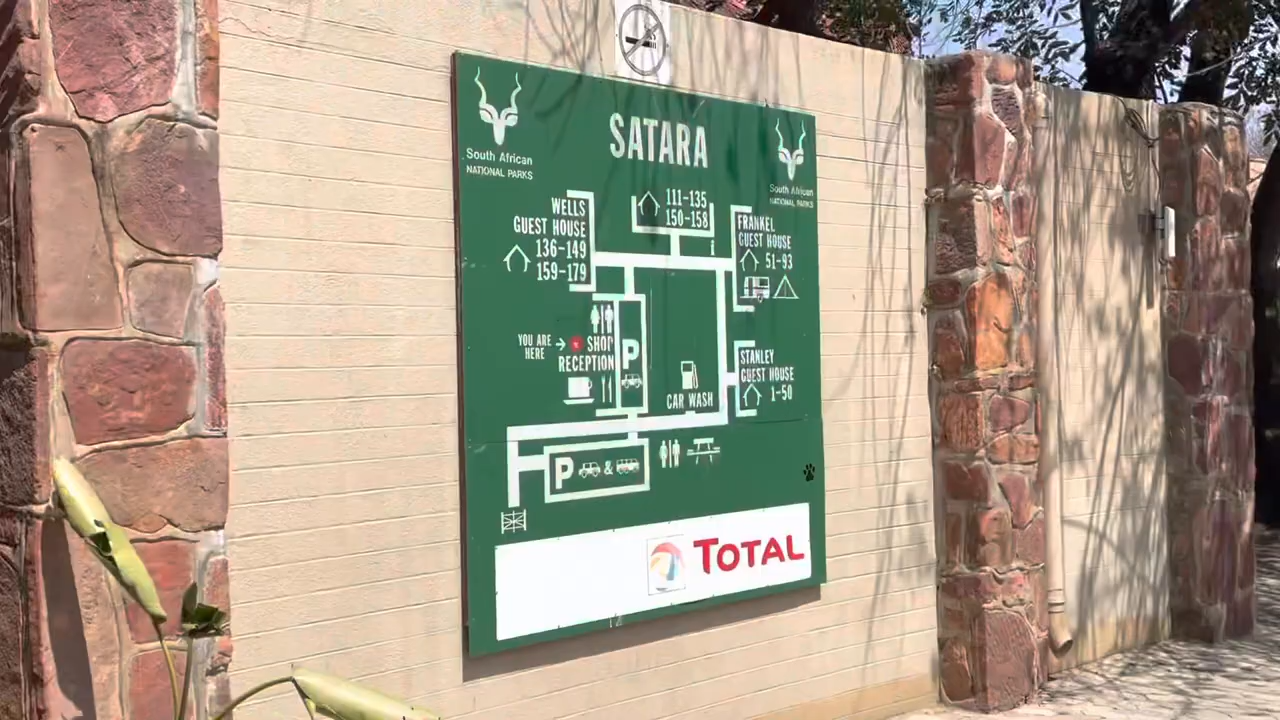 SATARA
South African
NATIONAL PARKS
South African
NATIONAL PARKS
WELLS
GUEST HOUSE
136-149
159-179
111-135
150-158
FRANKEL
GUEST HOUSE
51-93
YOU ARE
HERE
SHOP
RECEPTION
P
CAR WASH
STANLEY
GUEST HOUSE
1-50
P &
TOTAL